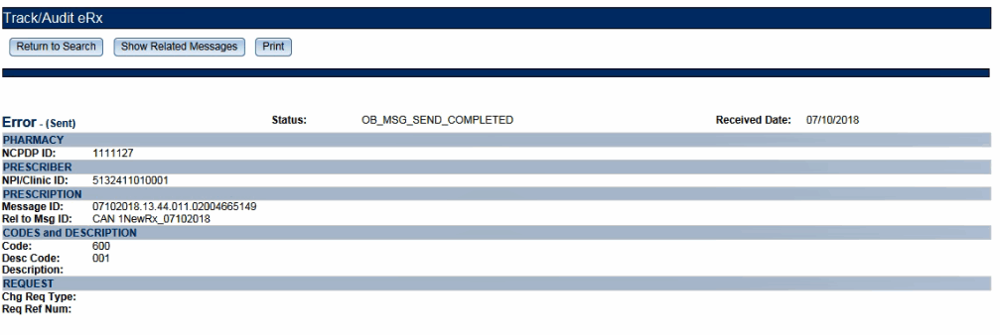 Track/Audit eRx
Return to Search Show Related Messages Print
Error - (Sent) Status: OB_MSG_SEND_COMPLETED Received Date: 07/10/2018
PHARMACY
NCPDP ID: 1111127
PRESCRIBER
NPI/Clinic ID: 5132411010001
PRESCRIPTION
Message ID: 07102018.13.44.011.02004665149
Rel to Msg ID: CAN 1NewRx_07102018
CODES and DESCRIPTION
Code: 600
Desc Code: 001
Description:
REQUEST
Chg Req Type:
Req Ref Num: